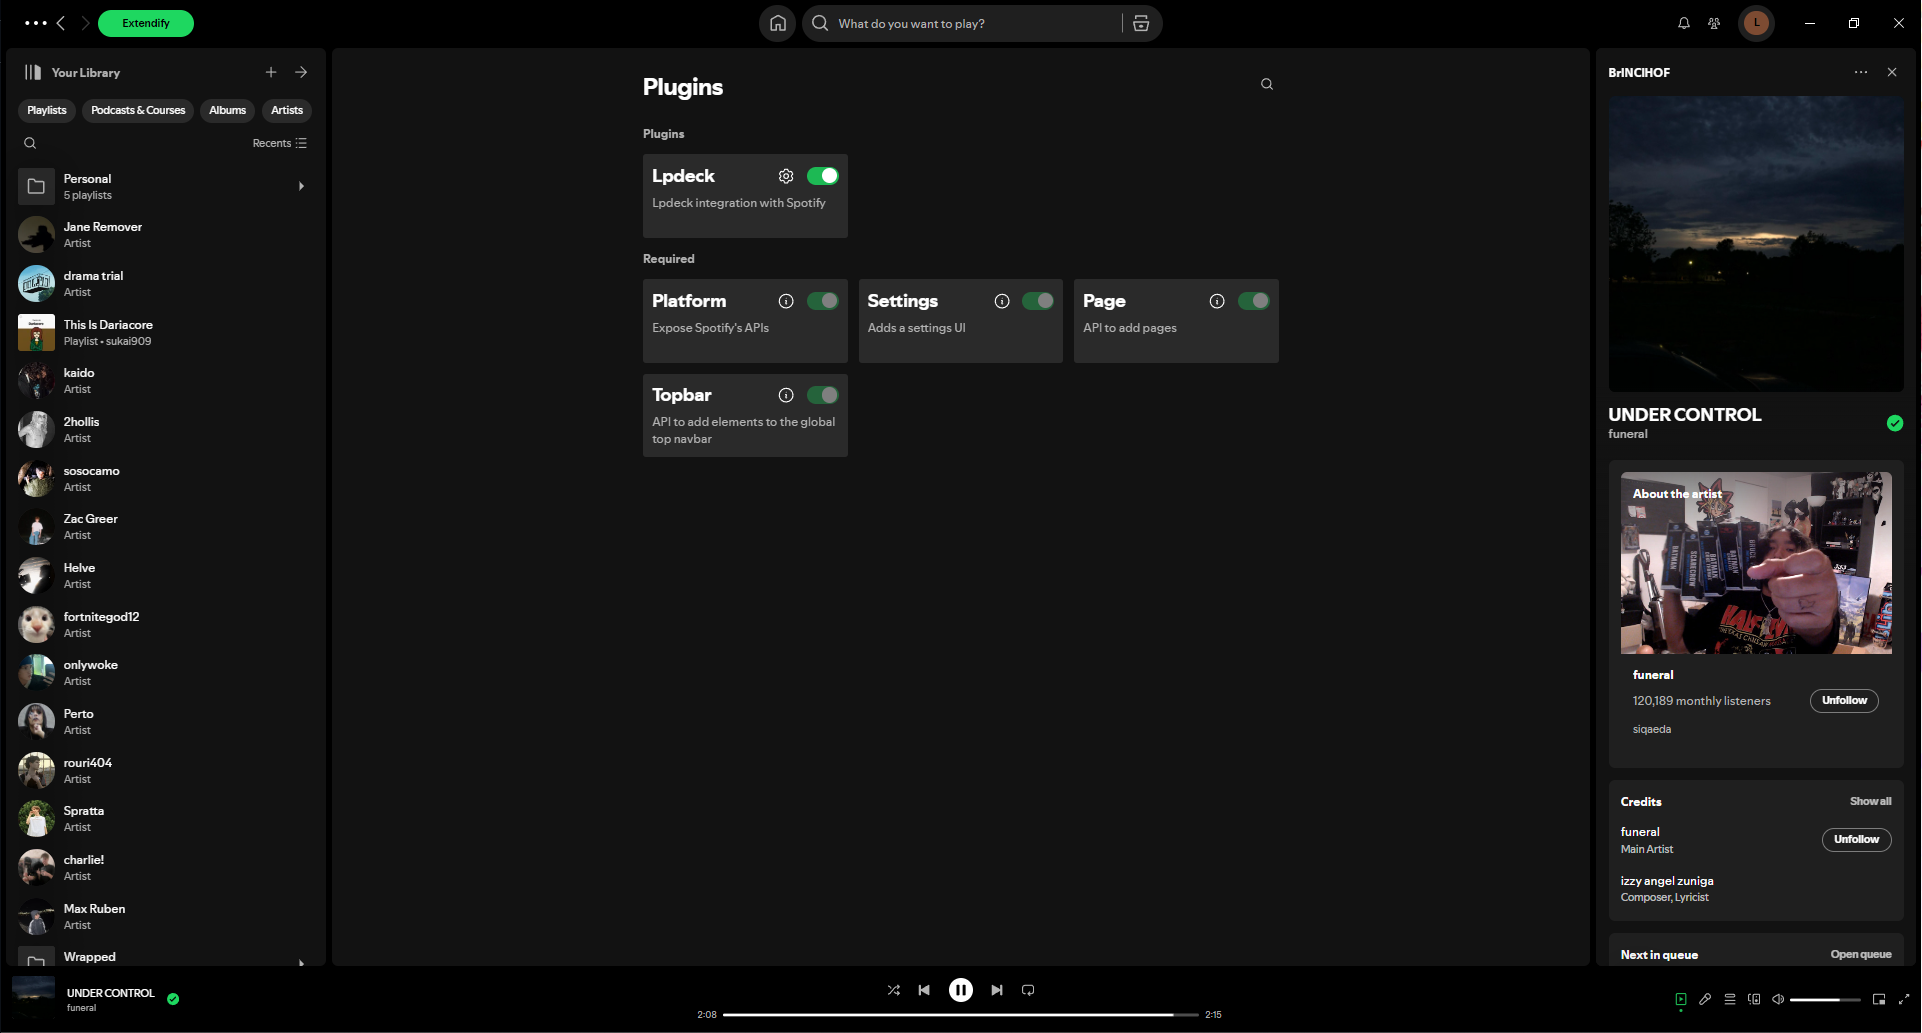 Extendify
What do you want to play?
L
Your Library
Playlists
Podcasts & Courses
Albums
Artists
Recents
Personal
5 playlists
Jane Remover
Artist
drama trial
Artist
This Is Dariacore
Playlist • sukai909
kaido
Artist
2hollis
Artist
sosocamo
Artist
Zac Greer
Artist
Helve
Artist
fortnitegod12
Artist
onlywoke
Artist
Perto
Artist
rouri404
Artist
Spratta
Artist
charlie!
Artist
Max Ruben
Artist
Wrapped
Plugins
Plugins
Lpdeck
Lpdeck integration with Spotify
Required
Platform
Expose Spotify's APIs
Settings
Adds a settings UI
Page
API to add pages
Topbar
API to add elements to the global
top navbar
BrINCIHOF
UNDER CONTROL
funeral
About the artist
BATMAN
SCARECROW
BATMAN
BATMAN
funeral
120,189 monthly listeners
Unfollow
siqaeda
Credits
Show all
funeral
Main Artist
Unfollow
izzy angel zuniga
Composer, Lyricist
Next in queue
Open queue
UNDER CONTROL
funeral
2:08
2:15